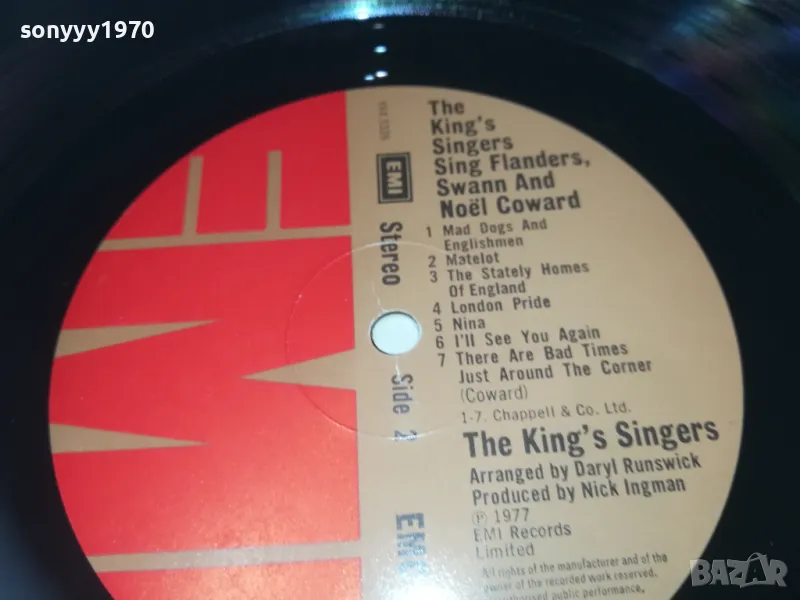 sonyyy1970
The
King's
Singers
Sing Flanders,
Swann And
Noël Coward
1 Mad Dogs And
Englishmen
2 Matelot
3 The Stately Homes
Of England
4 London Pride
5 Nina
6 I'll See You Again
7 There Are Bad Times
Just Around The Corner
(Coward)
1-7. Chappell & Co. Ltd.
The King's Singers
Arranged by Daryl Runswick
Produced by Nick Ingman
℗ 1977
EMI Records
Limited
All rights of the manufacturer and of the
owner of the recorded work reserved.
public performance.
EMI
Stereo
Side 2
EMI
BAZAR